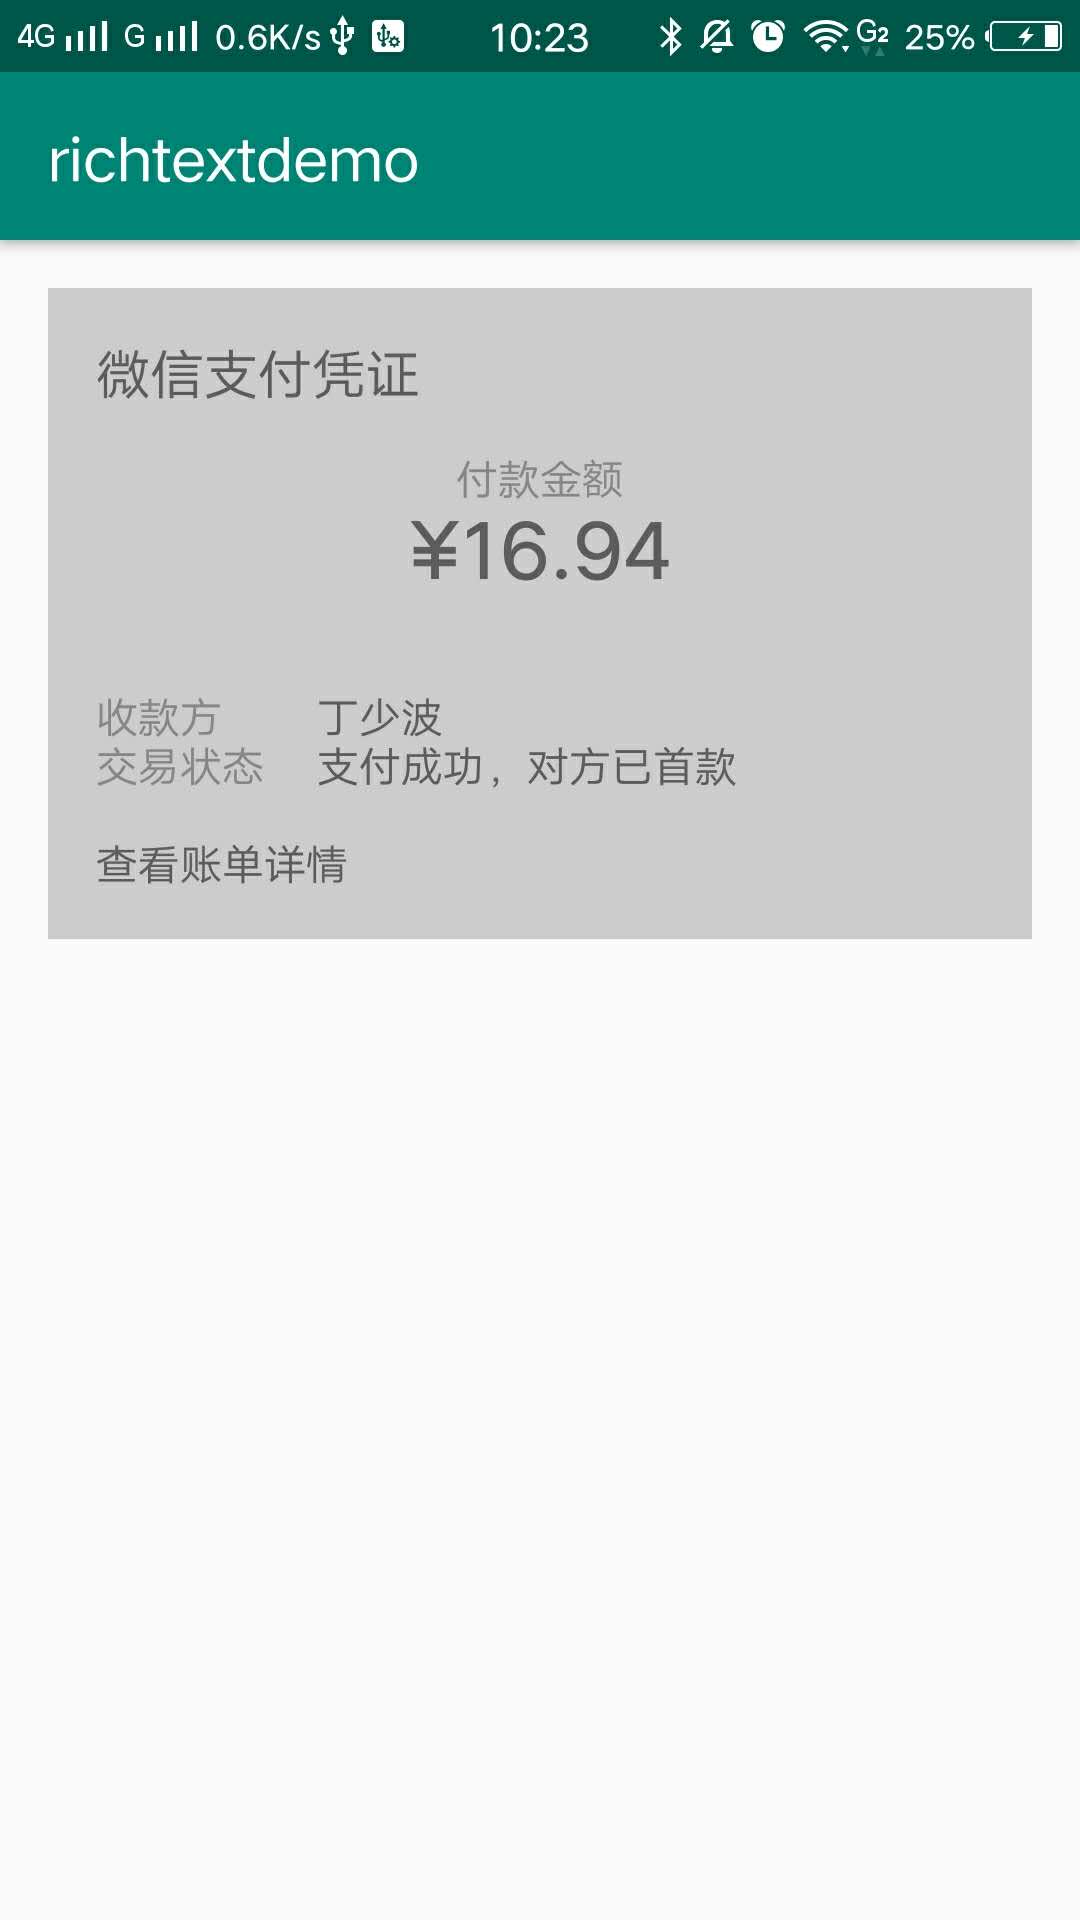 4G G 0.6K/s 10:23 G2 25%
richtextdemo
微信支付凭证
付款金额
¥16.94
收款方 丁少波
交易状态 支付成功，对方已首款
查看账单详情